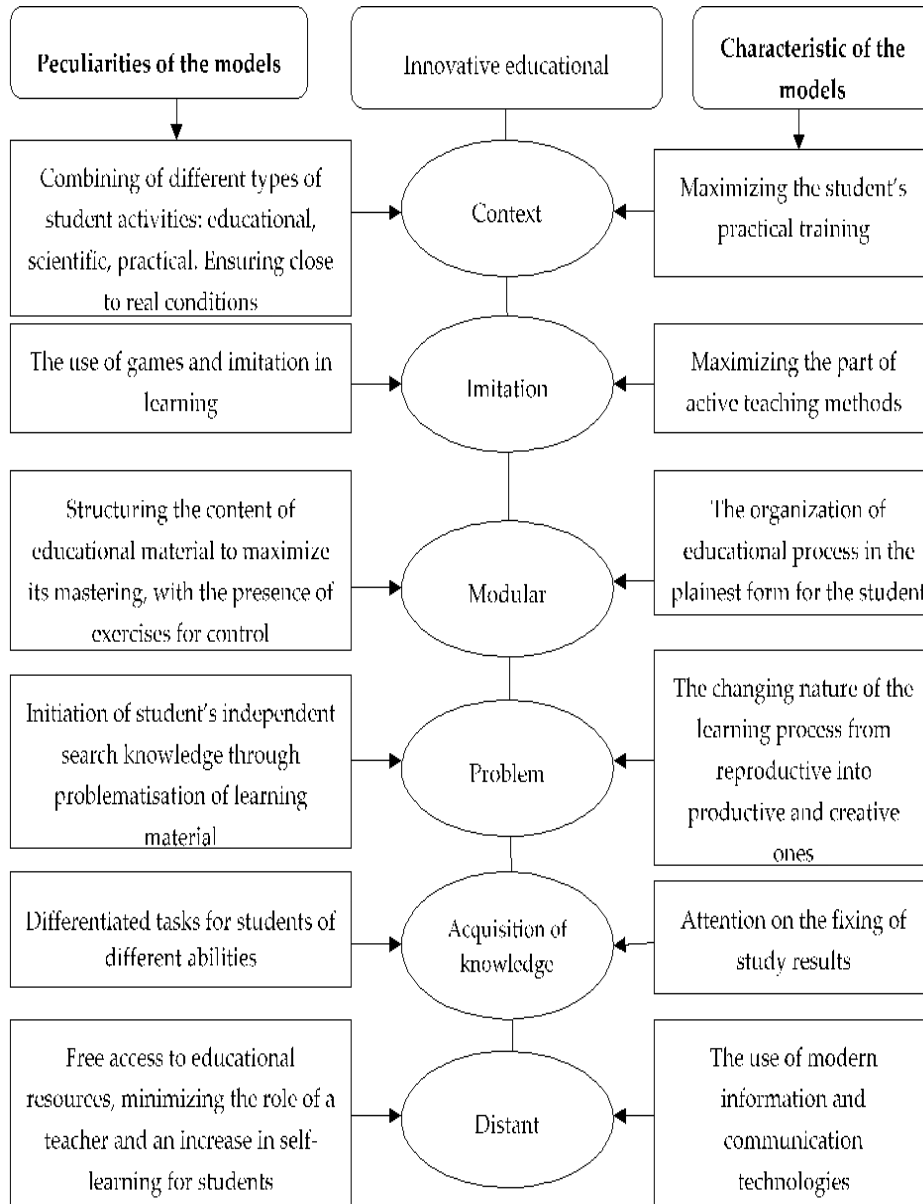 Peculiarities of the models
Innovative educational
Characteristic of the
models
Combining of different types of
student activities: educational,
scientific, practical. Ensuring close
to real conditions
Context
Maximizing the student's
practical training
The use of games and imitation in
learning
Imitation
Maximizing the part of
active teaching methods
Structuring the content of
educational material to maximize
its mastering, with the presence of
exercises for control
Modular
The organization of
educational process in the
plainest form for the student
Initiation of student's independent
search knowledge through
problematisation of learning
material
Problem
The changing nature of the
learning process from
reproductive into
productive and creative
ones
Differentiated tasks for students of
different abilities
Acquisition of
knowledge
Attention on the fixing of
study results
Free access to educational
resources, minimizing the role of a
teacher and an increase in self-
learning for students
Distant
The use of modern
information and
communication
technologies